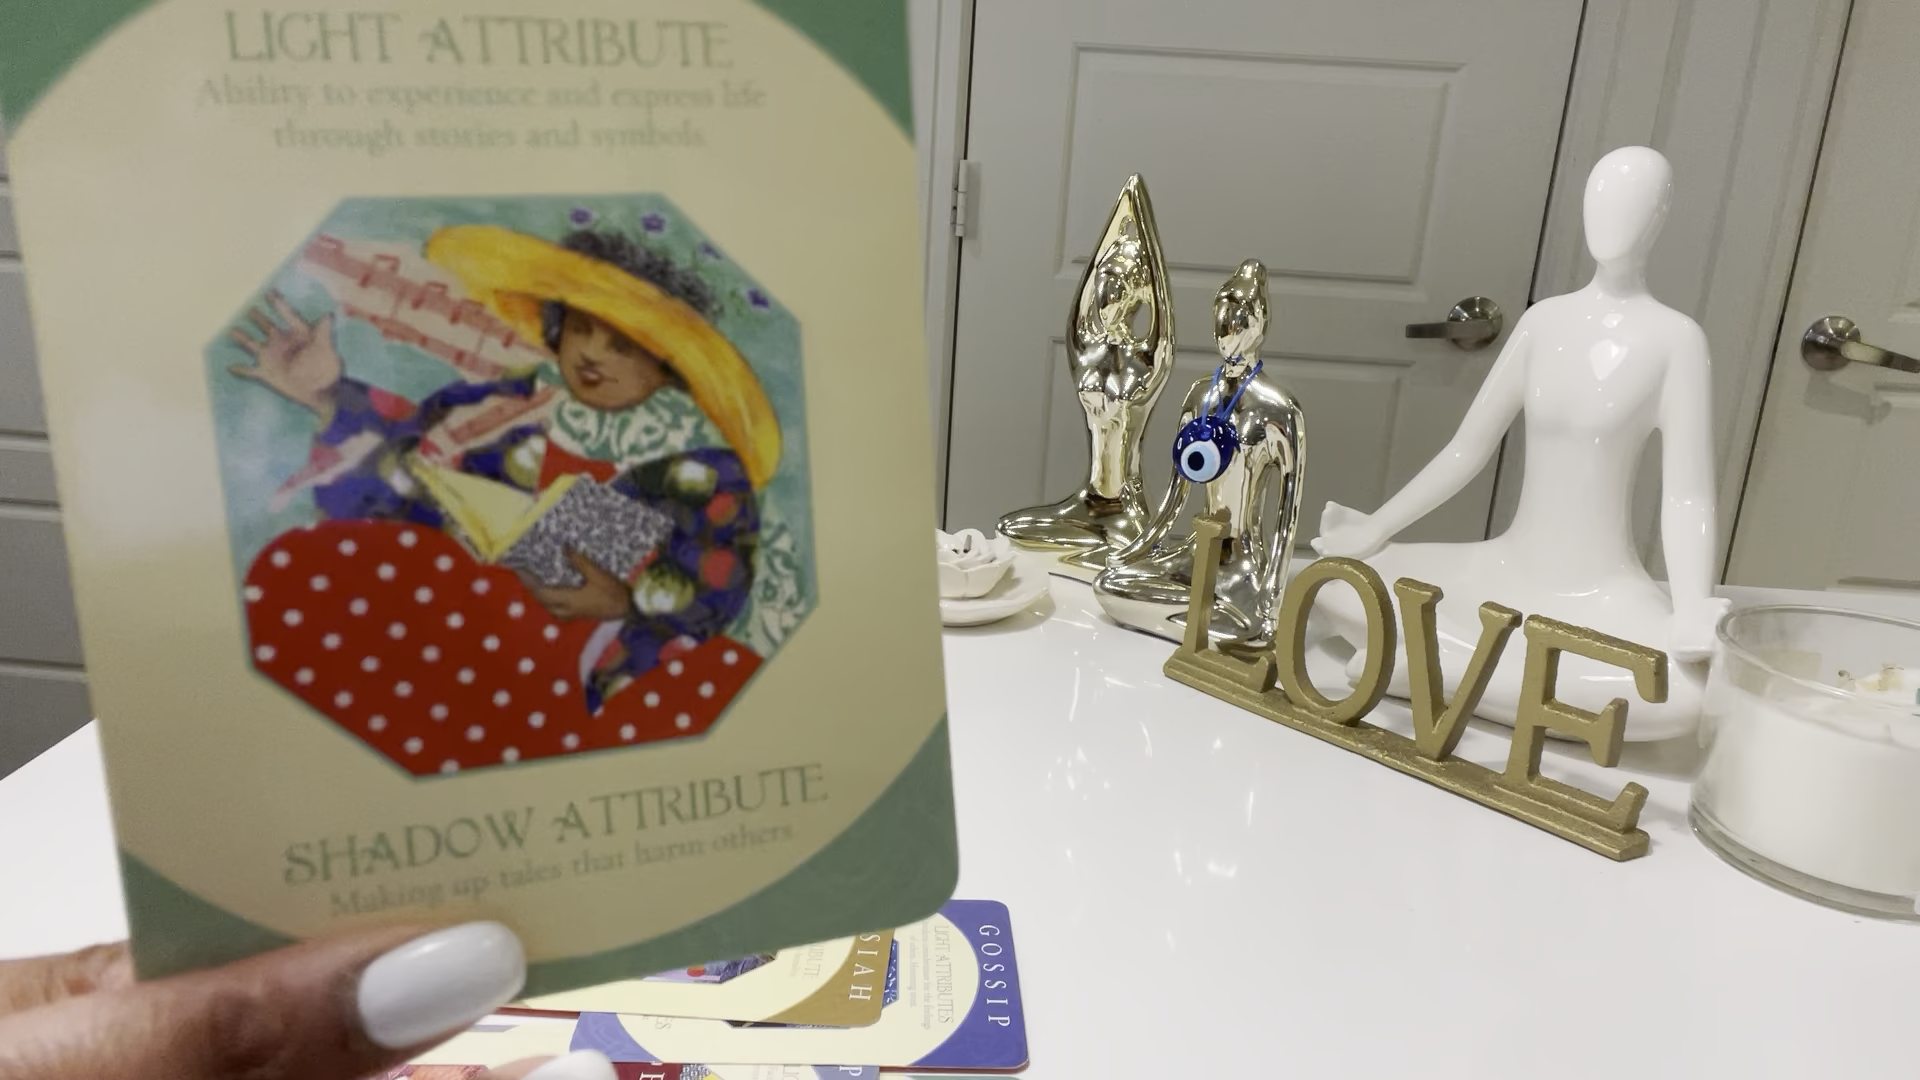 LIGHT ATTRIBUTE
Ability to experience and express life
through stories and symbols.
SHADOW ATTRIBUTE
Making up tales that harm others.
LOVE
GOSSIP
LIGHT ATTRIBUTES
SIAH